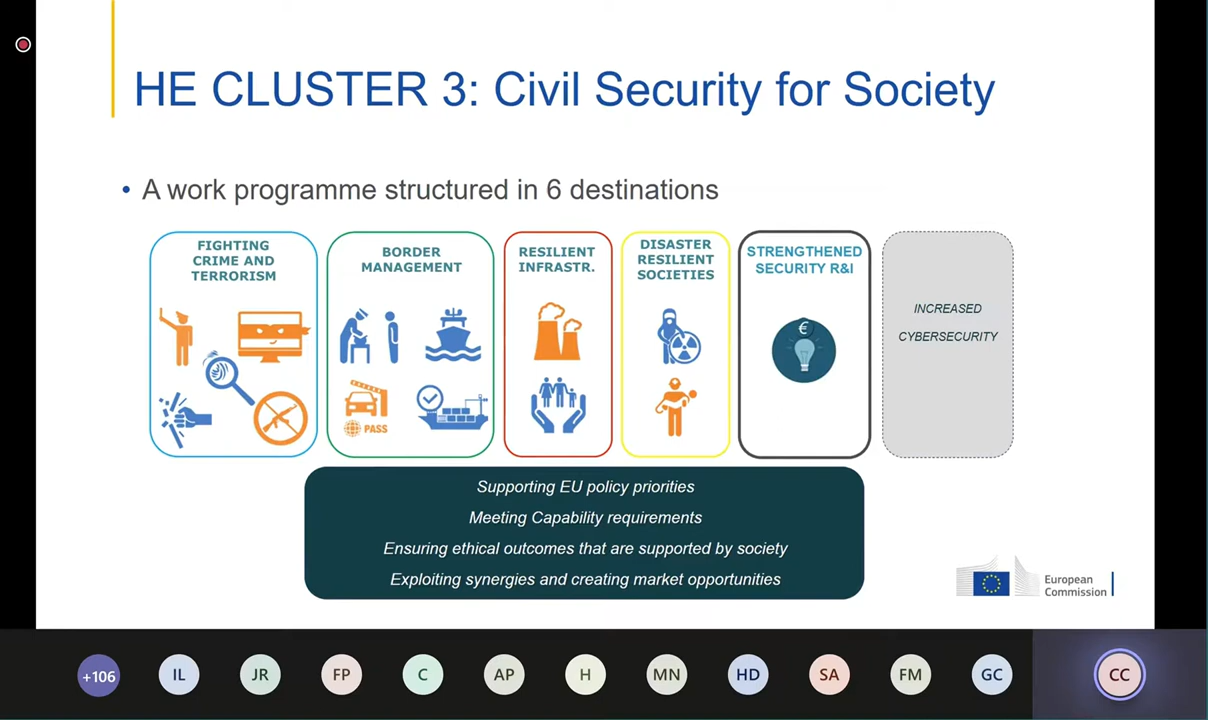 HE CLUSTER 3: Civil Security for Society
• A work programme structured in 6 destinations
FIGHTING
CRIME AND
TERRORISM
BORDER
MANAGEMENT
PASS
RESILIENT
INFRASTR.
DISASTER
RESILIENT
SOCIETIES
STRENGTHENED
SECURITY R&I
€
INCREASED
CYBERSECURITY
Supporting EU policy priorities
Meeting Capability requirements
Ensuring ethical outcomes that are supported by society
Exploiting synergies and creating market opportunities
European
Commission
+106
IL
JR
FP
C
AP
H
MN
HD
SA
FM
GC
CC